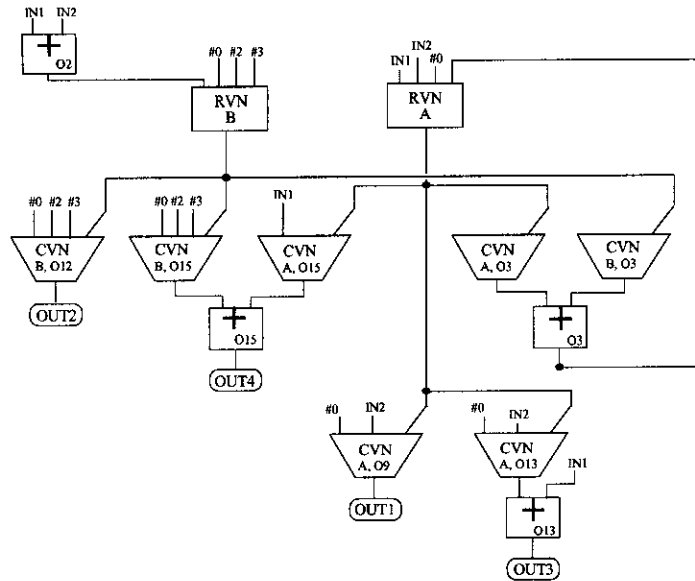 IN1 IN2
+
O2
#0 #2 #3
RVN
B
IN1 IN2 #0
RVN
A
#0 #2 #3
CVN
B, O12
OUT2
#0 #2 #3
CVN
B, O15
IN1
CVN
A, O15
+
O15
OUT4
CVN
A, O3
CVN
B, O3
+
O3
#0 IN2
CVN
A, O9
OUT1
#0 IN2
CVN
A, O13
IN1
+
O13
OUT3